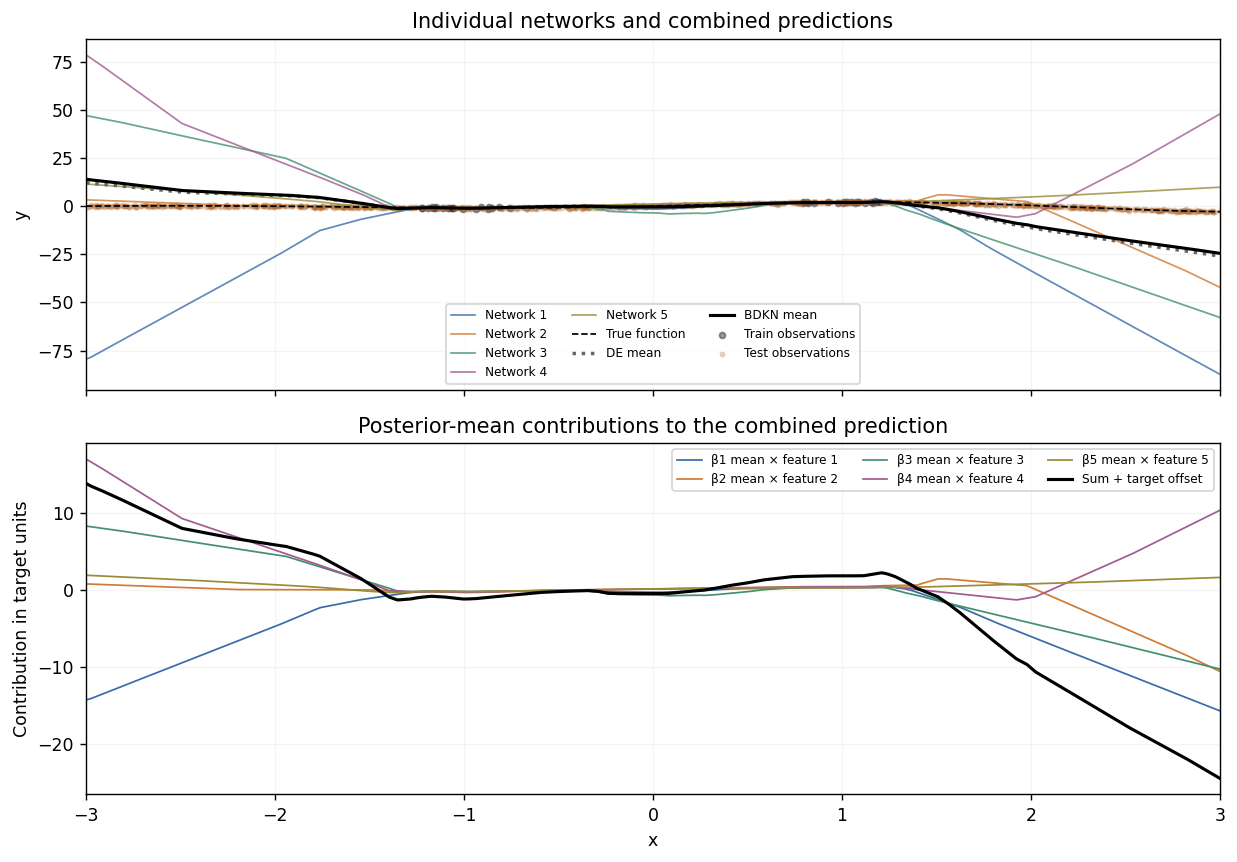 Individual networks and combined predictions
75
50
25
0
−25
−50
−75
y
Network 1 Network 5 BDKN mean
Network 2 True function Train observations
Network 3 DE mean Test observations
Network 4
Posterior-mean contributions to the combined prediction
β1 mean × feature 1 β3 mean × feature 3 β5 mean × feature 5
β2 mean × feature 2 β4 mean × feature 4 Sum + target offset
10
0
−10
−20
Contribution in target units
−3 −2 −1 0 1 2 3
x